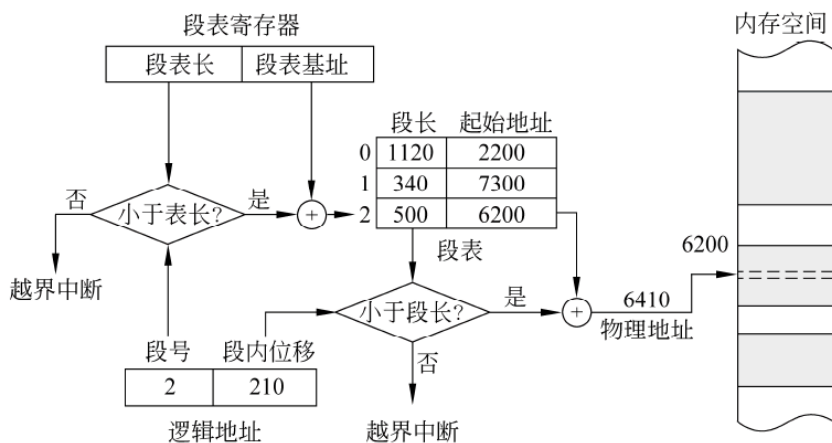 段表寄存器
内存空间
段表长 段表基址
段长 起始地址
0 1120 2200
1 340 7300
2 500 6200
否 小于表长? 是 +
段表
6200
越界中断
小于段长? 是 + 6410
物理地址
否
段号 段内位移
2 210
逻辑地址
越界中断